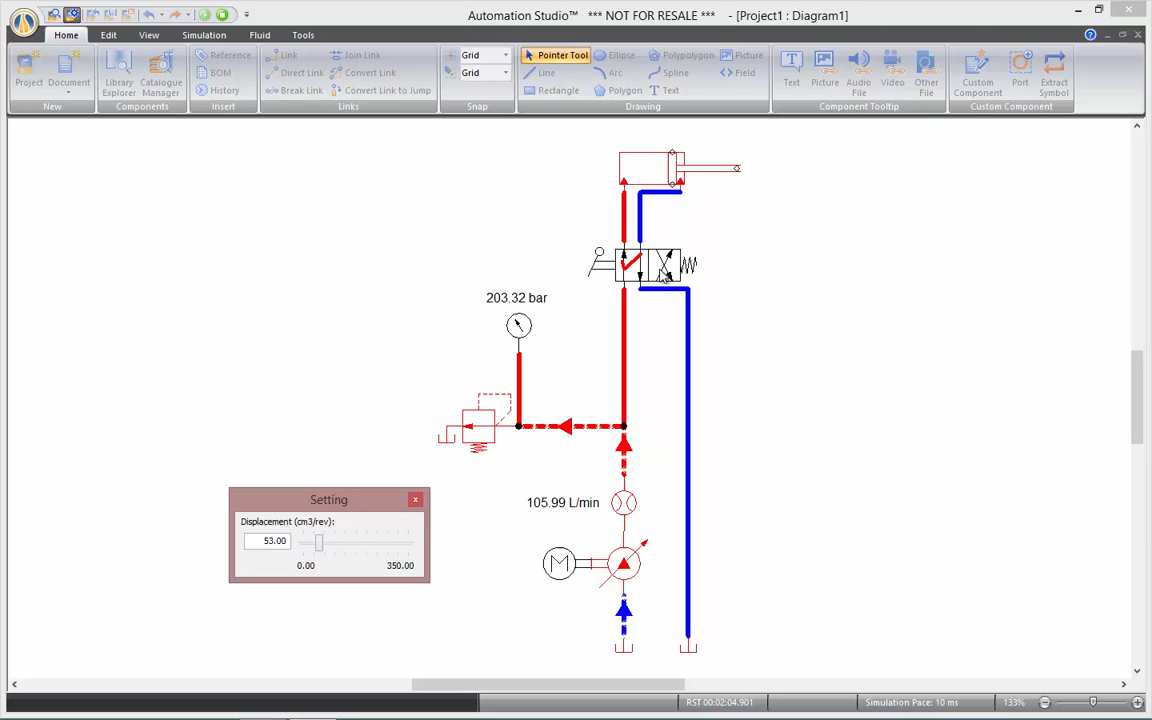 Automation Studio™ *** NOT FOR RESALE *** - [Project1 : Diagram1]
Home Edit View Simulation Fluid Tools
Project Document
New
Library Explorer
Catalogue Manager
Components
Reference
BOM
History
Insert
Link Join Link
Direct Link Convert Link
Break Link Convert Link to Jump
Links
Grid
Grid
Snap
Pointer Tool Ellipse Polypolygon Picture
Line Arc Spline Field
Rectangle Polygon Text
Drawing
Text Picture Audio File Video Other File
Component Tooltip
Custom Component Port Extract Symbol
Custom Component
203.32 bar
105.99 L/min
M
Setting
x
Displacement (cm3/rev):
53.00
0.00 350.00
RST 00:02:04.901 Simulation Pace: 10 ms 133%